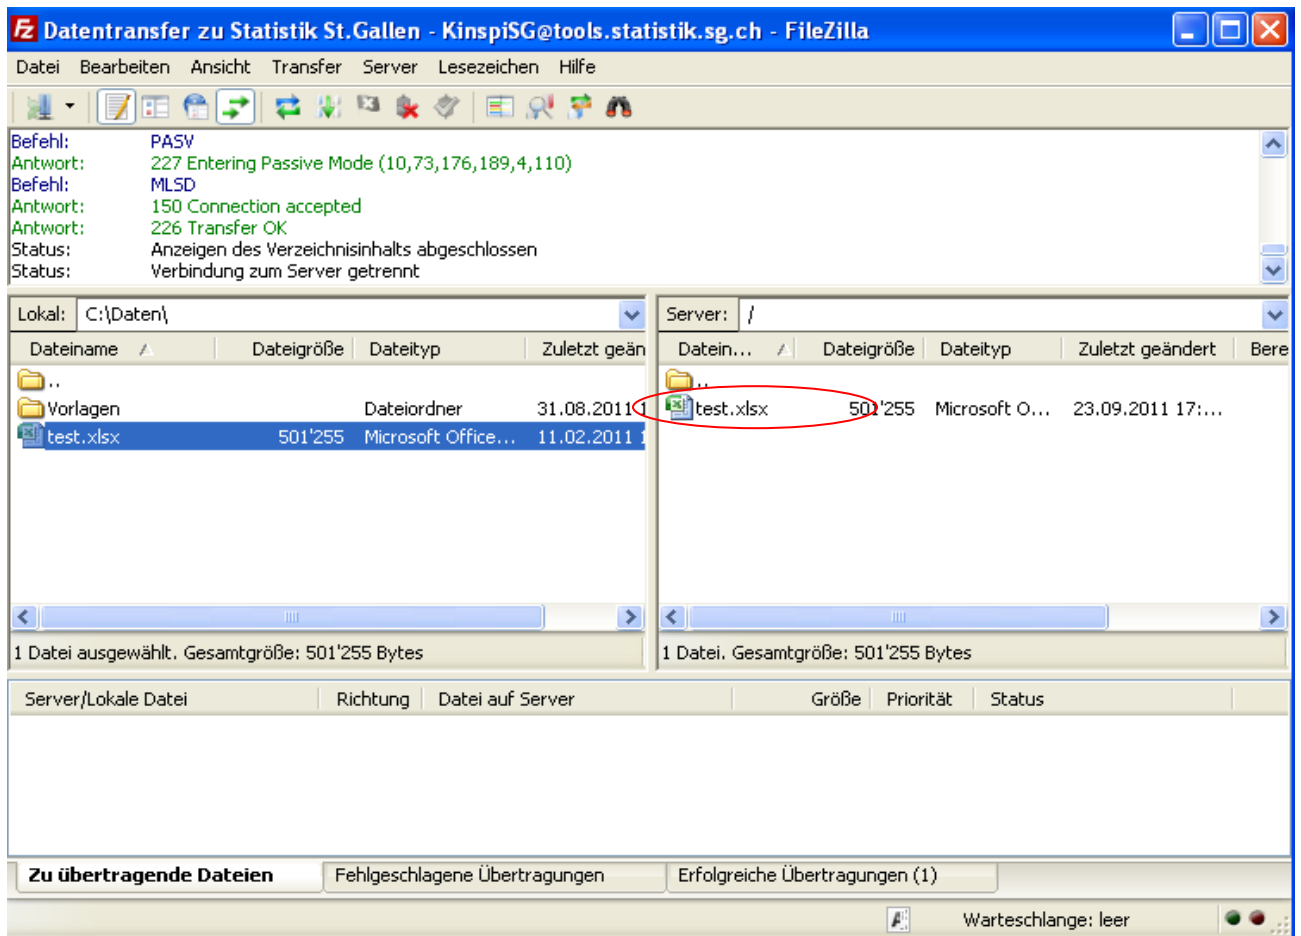 Datentransfer zu Statistik St.Gallen - KinspiSG@tools.statistik.sg.ch - FileZilla
Datei Bearbeiten Ansicht Transfer Server Lesezeichen Hilfe
Befehl: PASV
Antwort: 227 Entering Passive Mode (10,73,176,189,4,110)
Befehl: MLSD
Antwort: 150 Connection accepted
Antwort: 226 Transfer OK
Status: Anzeigen des Verzeichnisinhalts abgeschlossen
Status: Verbindung zum Server getrennt
Lokal: C:\Daten\
Dateiname Dateigröße Dateityp Zuletzt geän
..
Vorlagen Dateiordner 31.08.2011 1
test.xlsx 501'255 Microsoft Office... 11.02.2011 1
1 Datei ausgewählt. Gesamtgröße: 501'255 Bytes
Server: /
Datein... Dateigröße Dateityp Zuletzt geändert Bere
..
test.xlsx 501'255 Microsoft O... 23.09.2011 17:...
1 Datei. Gesamtgröße: 501'255 Bytes
Server/Lokale Datei Richtung Datei auf Server Größe Priorität Status
Zu übertragende Dateien Fehlgeschlagene Übertragungen Erfolgreiche Übertragungen (1)
Warteschlange: leer